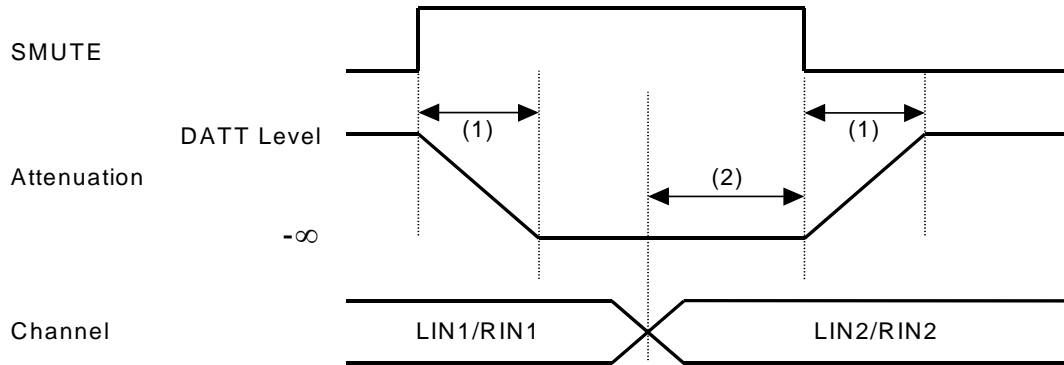 SMUTE
(1)
(1)
DATT Level
Attenuation
(2)
-∞
Channel
LIN1/RIN1
LIN2/RIN2